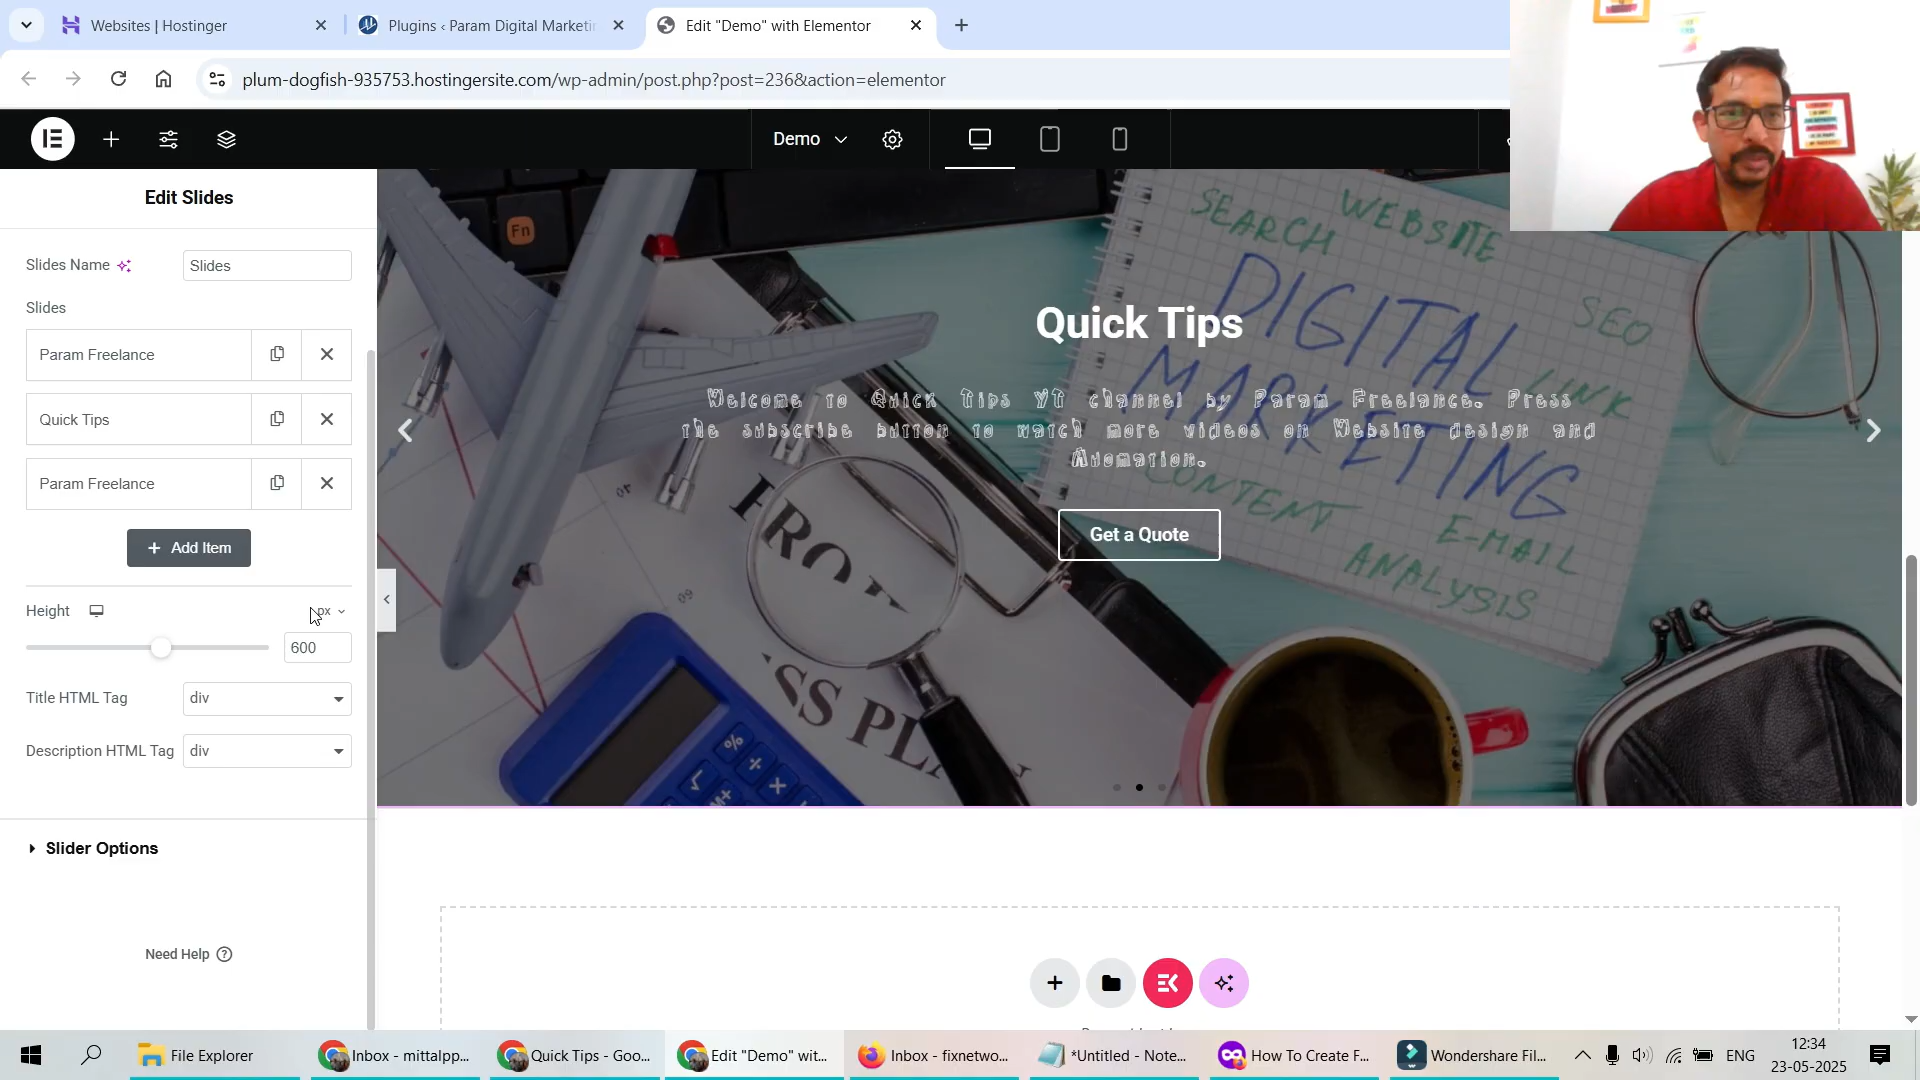 Websites | Hostinger
Plugins ‹ Param Digital Marketi
Edit "Demo" with Elementor
plum-dogfish-935753.hostingersite.com/wp-admin/post.php?post=236&action=elementor
Demo
Edit Slides
Slides Name
Slides
Slides
Param Freelance
Quick Tips
Param Freelance
Add Item
Height
px
600
Title HTML Tag
div
Description HTML Tag
div
Slider Options
Need Help
Fn
SEARCH
WEBSITE
DIGITAL
MARKETING
SEO
LINK
CONTENT
E-MAIL
ANALYSIS
Quick Tips
Welcome to Quick Tips YT channel by Param Freelance. Press
the subscribe button to watch more videos on Website design and
Automation.
Get a Quote
File Explorer
Inbox - mittalpp...
Quick Tips - Goo...
Edit "Demo" wit...
Inbox - fixnetwo...
*Untitled - Note...
How To Create F...
Wondershare Fil...
ENG
12:34
23-05-2025